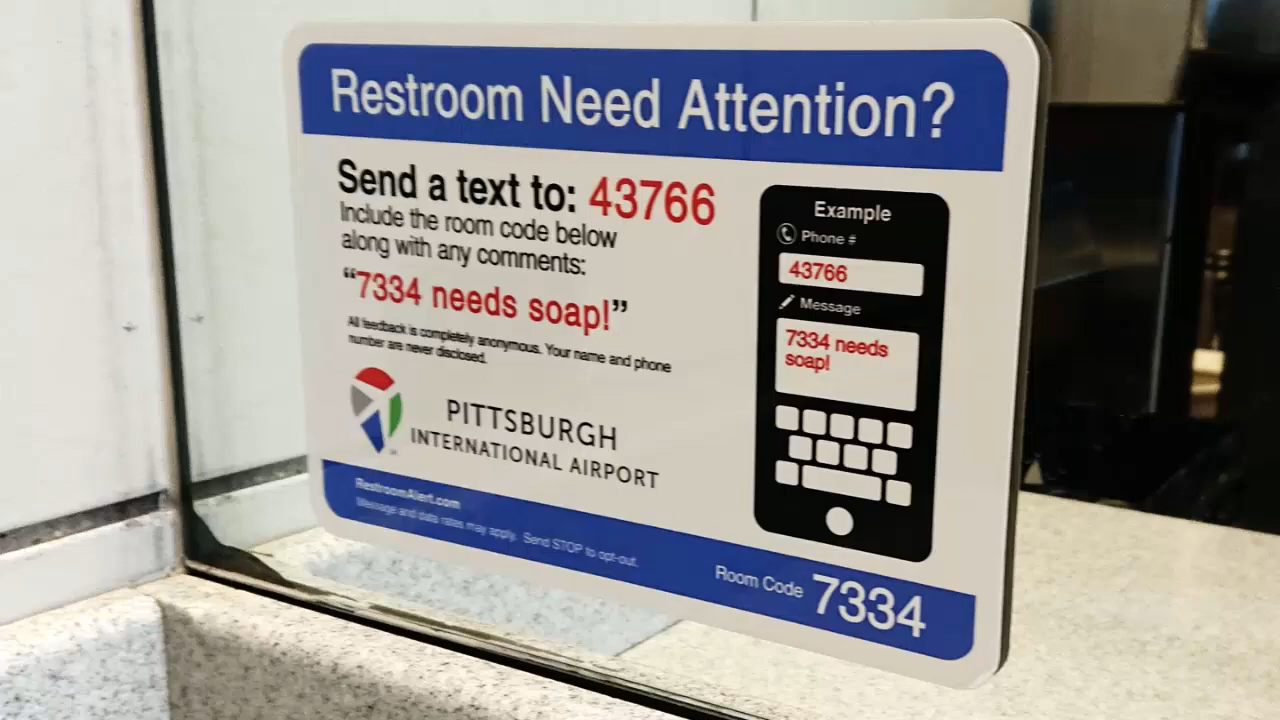 Restroom Need Attention?
Send a text to: 43766
Include the room code below
along with any comments:
“7334 needs soap!”
All feedback is completely anonymous. Your name and phone
number are never disclosed.
PITTSBURGH
INTERNATIONAL AIRPORT
Example
Phone #
43766
Message
7334 needs
soap!
RestroomAlert.com
Message and data rates may apply. Send STOP to opt-out.
Room Code 7334